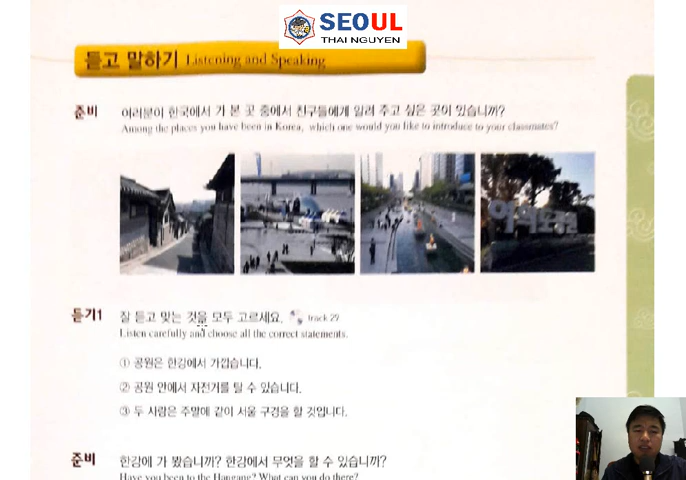 SEOUL
THAI NGUYEN
듣고 말하기 Listening and Speaking
준비 여러분이 한국에서 가 본 곳 중에서 친구들에게 알려 주고 싶은 곳이 있습니까?
Among the places you have been in Korea, which one would you like to introduce to your classmates?
여의도공원
듣기1 잘 듣고 맞는 것을 모두 고르세요. track 29
Listen carefully and choose all the correct statements.
① 공원은 한강에서 가깝습니다.
② 공원 안에서 자전거를 탈 수 있습니다.
③ 두 사람은 주말에 같이 서울 구경을 할 것입니다.
준비 한강에 가 봤습니까? 한강에서 무엇을 할 수 있습니까?
Have you been to the Hangang? What can you do there?